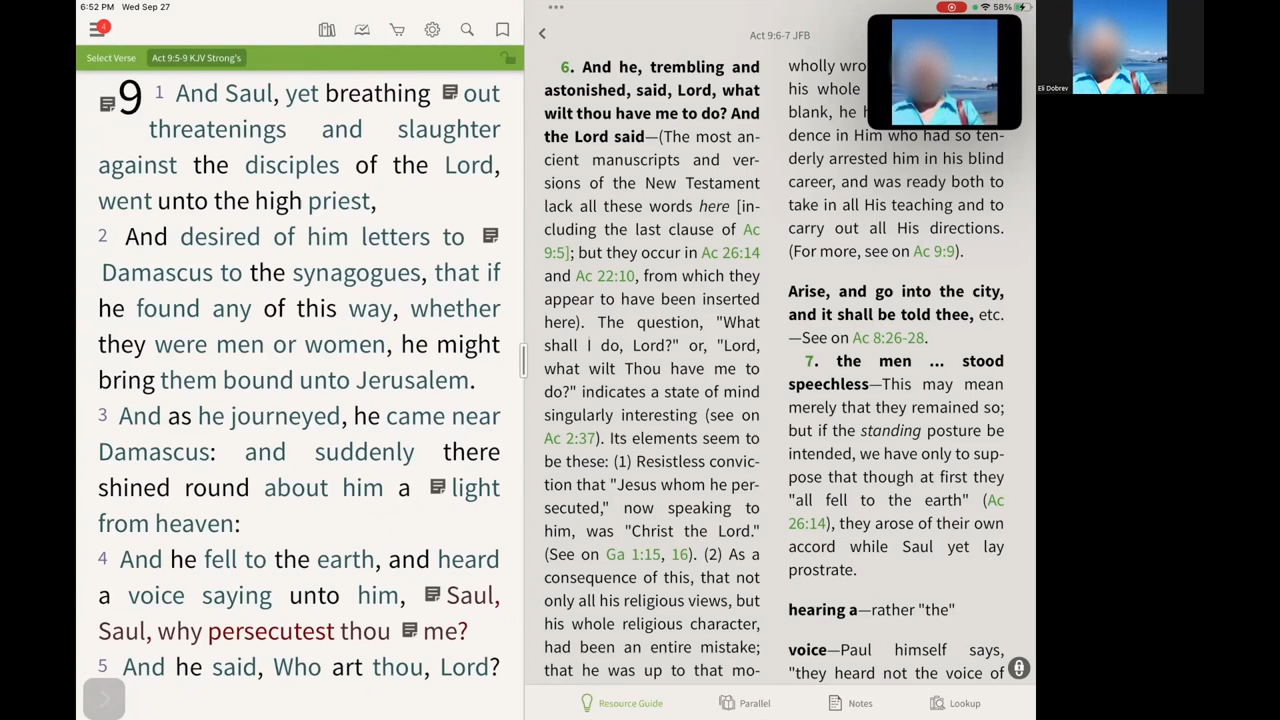 6:52 PM Wed Sep 27
58%
4
Select Verse
Act 9:5-9 KJV Strong's
9 1 And Saul, yet breathing out
threatenings and slaughter
against the disciples of the Lord,
went unto the high priest,
2 And desired of him letters to
Damascus to the synagogues, that if
he found any of this way, whether
they were men or women, he might
bring them bound unto Jerusalem.
3 And as he journeyed, he came near
Damascus: and suddenly there
shined round about him a light
from heaven:
4 And he fell to the earth, and heard
a voice saying unto him, Saul,
Saul, why persecutest thou me?
5 And he said, Who art thou, Lord?
Act 9:6-7 JFB
6. And he, trembling and
astonished, said, Lord, what
wilt thou have me to do? And
the Lord said—(The most an-
cient manuscripts and ver-
sions of the New Testament
lack all these words here [in-
cluding the last clause of Ac
9:5]; but they occur in Ac 26:14
and Ac 22:10, from which they
appear to have been inserted
here). The question, "What
shall I do, Lord?" or, "Lord,
what wilt Thou have me to
do?" indicates a state of mind
singularly interesting (see on
Ac 2:37). Its elements seem to
be these: (1) Resistless convic-
tion that "Jesus whom he per-
secuted," now speaking to
him, was "Christ the Lord."
(See on Ga 1:15, 16). (2) As a
consequence of this, that not
only all his religious views, but
his whole religious character,
had been an entire mistake;
that he was up to that mo-
wholly wro
his whole
blank, he h
dence in Him who had so ten-
derly arrested him in his blind
career, and was ready both to
take in all His teaching and to
carry out all His directions.
(For more, see on Ac 9:9).
Arise, and go into the city,
and it shall be told thee, etc.
—See on Ac 8:26-28.
7. the men ... stood
speechless—This may mean
merely that they remained so;
but if the standing posture be
intended, we have only to sup-
pose that though at first they
"all fell to the earth" (Ac
26:14), they arose of their own
accord while Saul yet lay
prostrate.
hearing a—rather "the"
voice—Paul himself says,
"they heard not the voice of
Resource Guide
Parallel
Notes
Lookup
Eli Dobrev